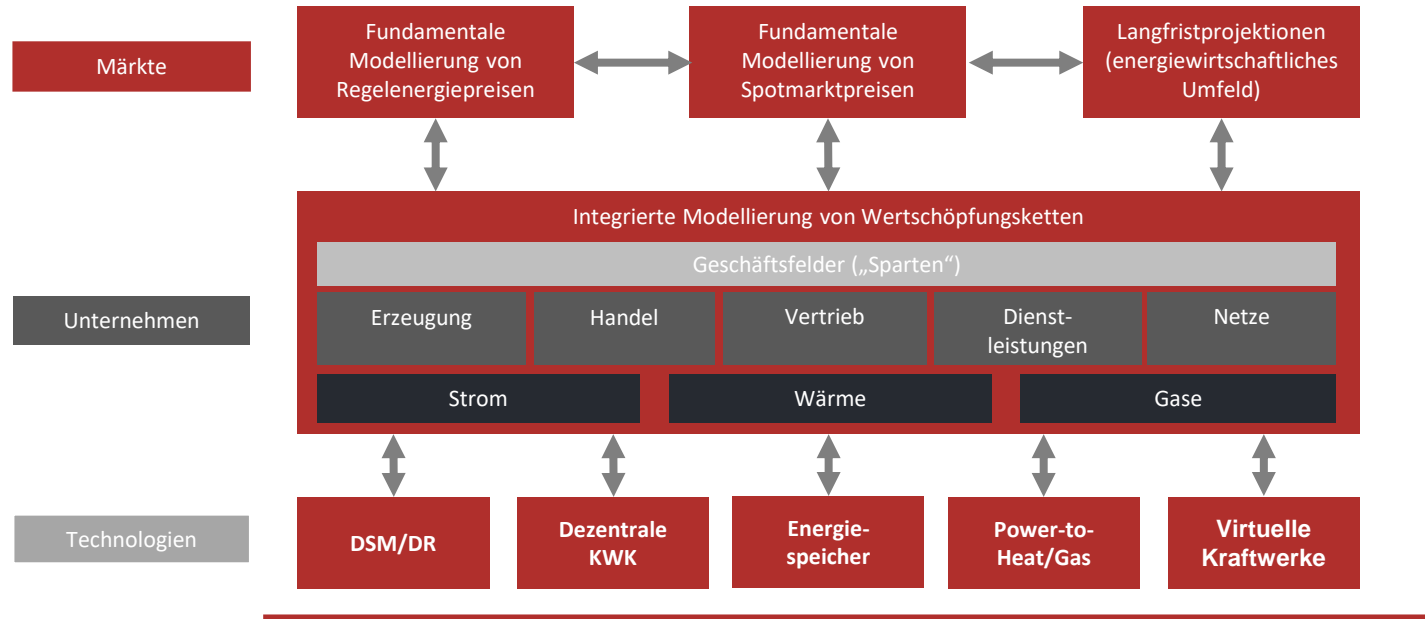 Märkte
Fundamentale
Modellierung von
Regelenergiepreisen
Fundamentale
Modellierung von
Spotmarktpreisen
Langfristprojektionen
(energiewirtschaftliches
Umfeld)
Unternehmen
Integrierte Modellierung von Wertschöpfungsketten
Geschäftsfelder („Sparten“)
Erzeugung
Handel
Vertrieb
Dienst-
leistungen
Netze
Strom
Wärme
Gase
Technologien
DSM/DR
Dezentrale
KWK
Energie-
speicher
Power-to-
Heat/Gas
Virtuelle
Kraftwerke